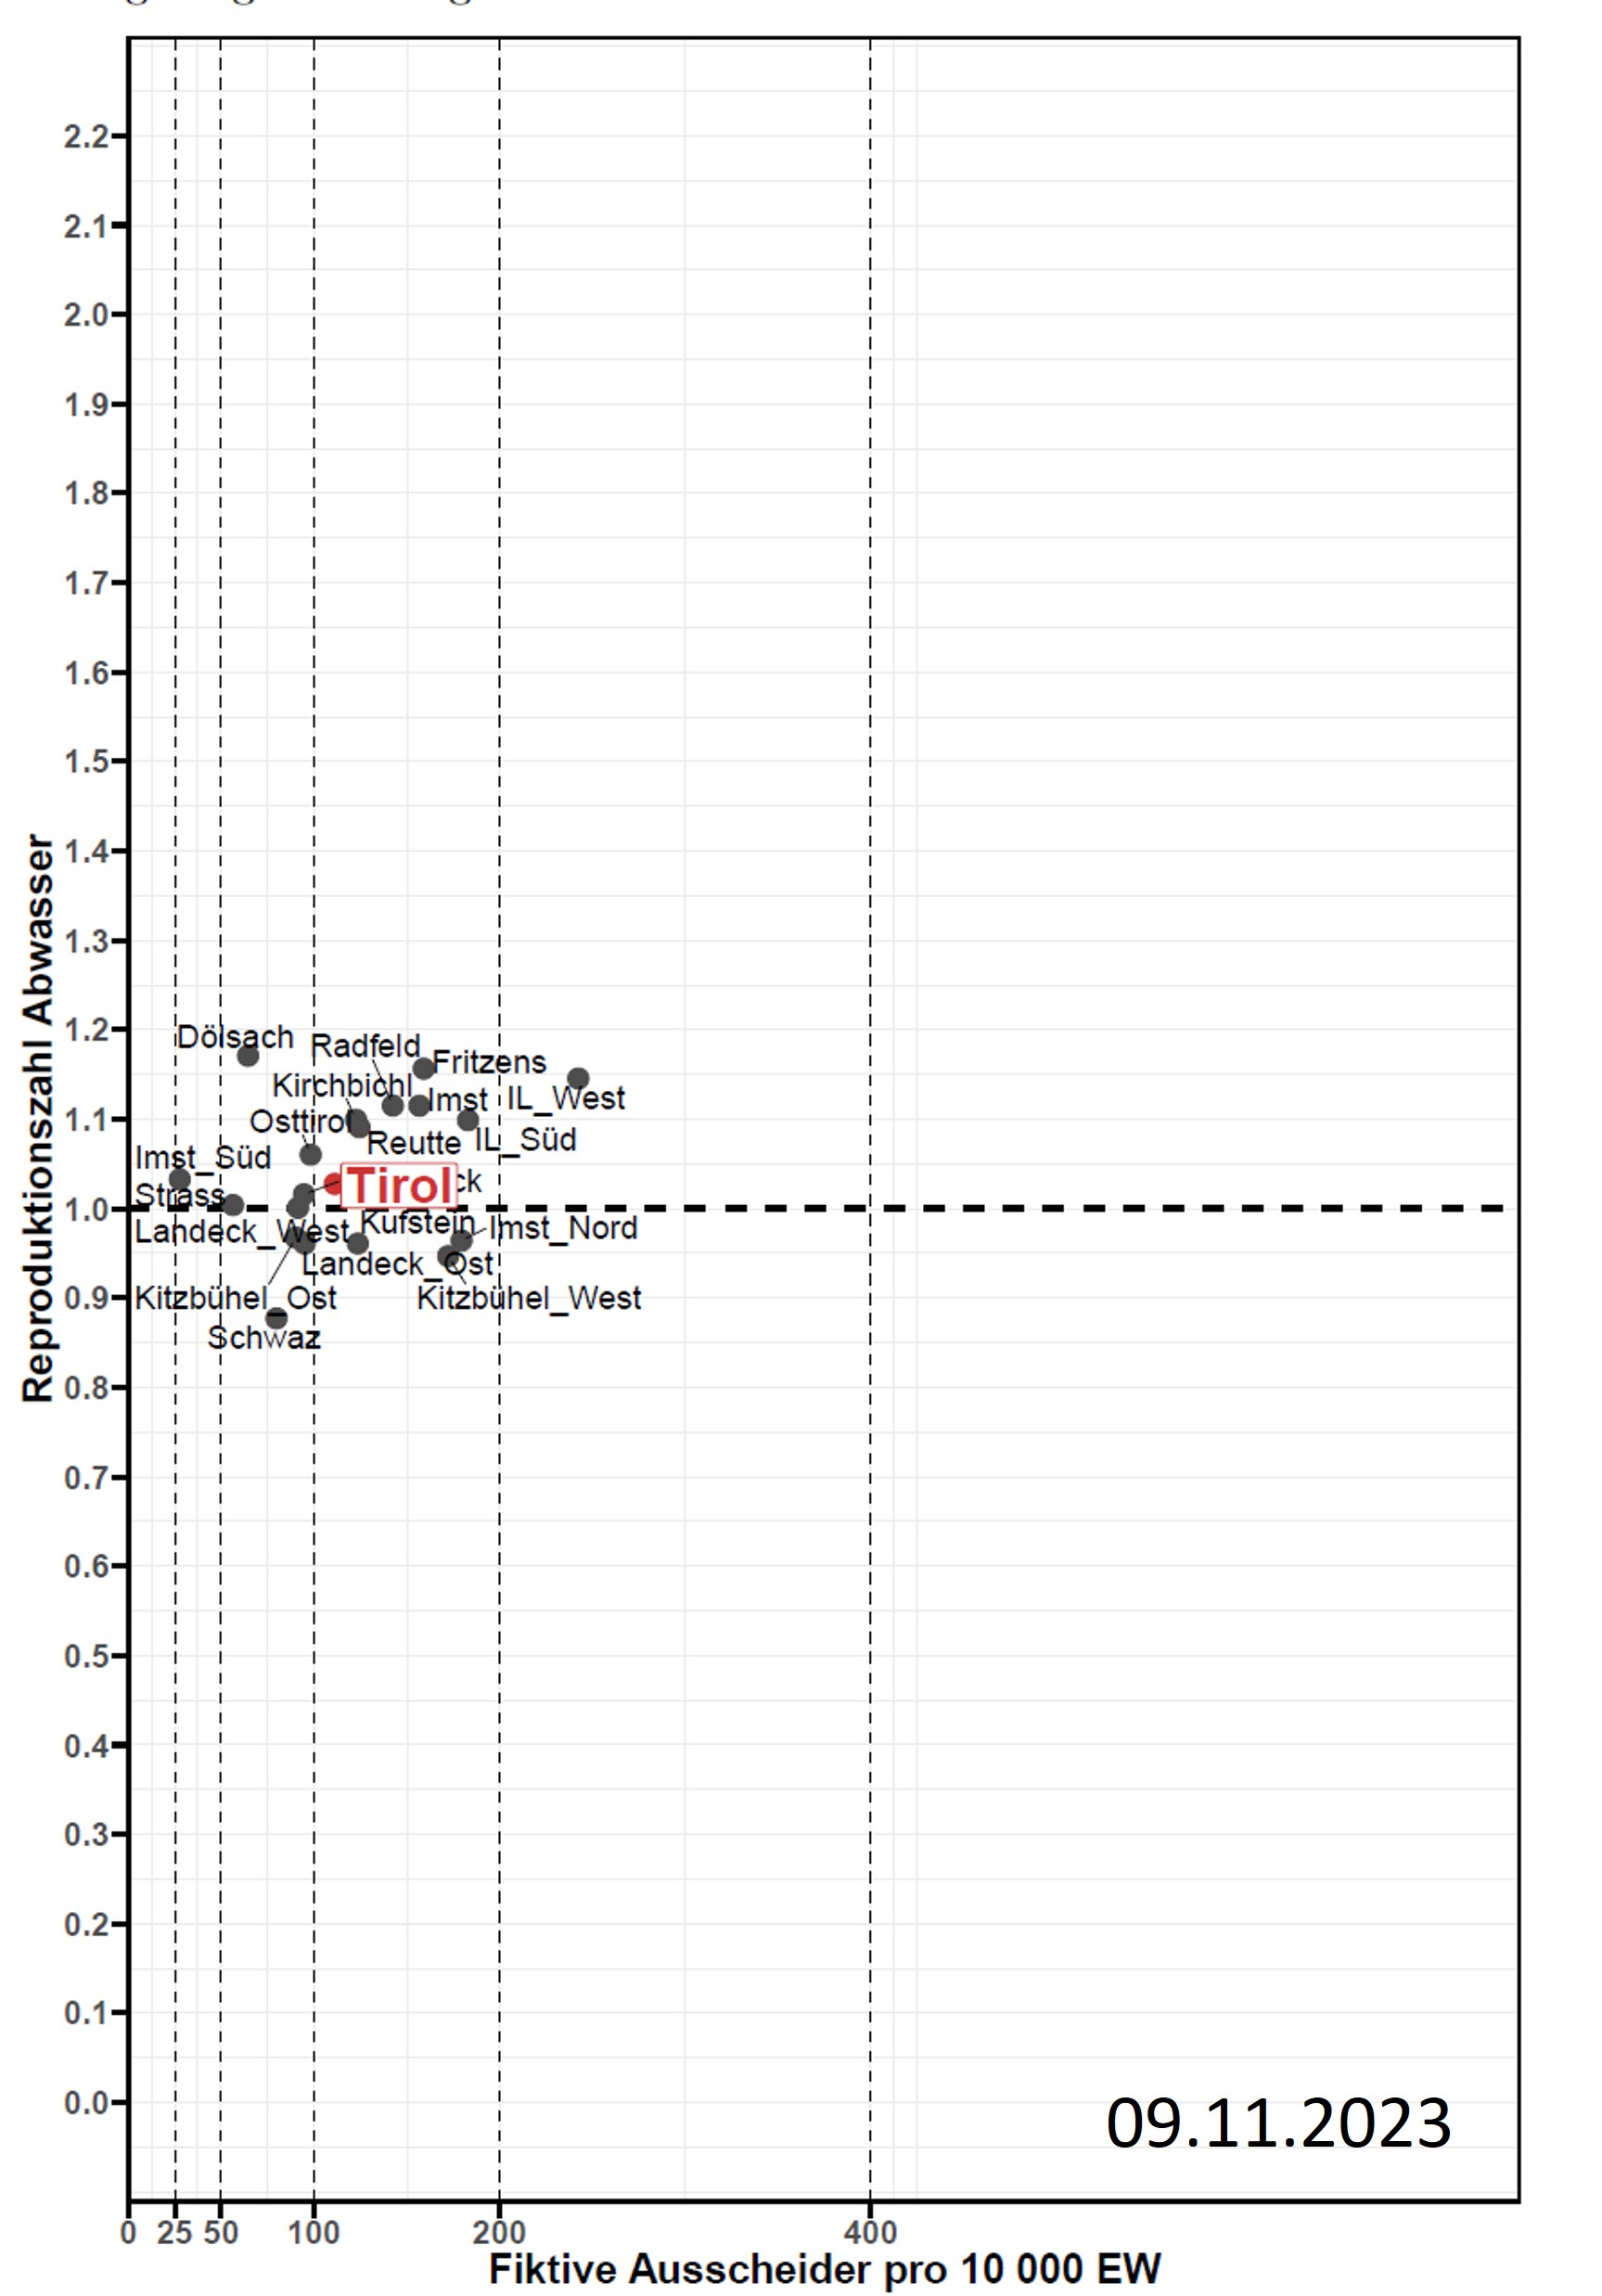 2.2
2.1
2.0
1.9
1.8
1.7
1.6
1.5
1.4
1.3
1.2
1.1
1.0
0.9
0.8
0.7
0.6
0.5
0.4
0.3
0.2
0.1
0.0
Reproduktionszahl Abwasser
Dölsach
Radfeld
Fritzens
Kirchbichl
Imst
IL_West
Osttirol
Reutte
IL_Süd
Imst_Süd
Tirol
ck
Strass
Landeck_West
Kufstein
Imst_Nord
Landeck_Ost
Kitzbühel_Ost
Kitzbühel_West
Schwaz
09.11.2023
0 25 50 100 200 400
Fiktive Ausscheider pro 10 000 EW